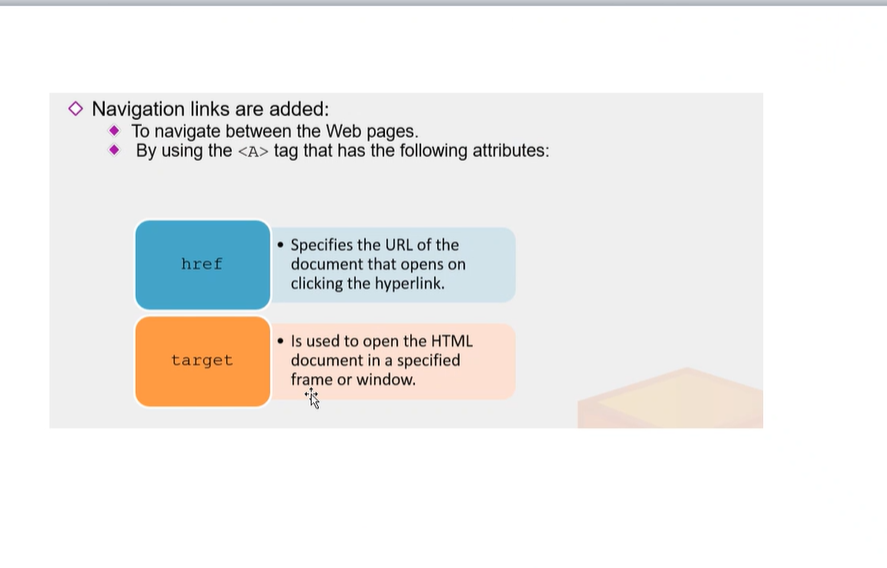 Navigation links are added:
To navigate between the Web pages.
By using the <A> tag that has the following attributes:
href
Specifies the URL of the
document that opens on
clicking the hyperlink.
target
Is used to open the HTML
document in a specified
frame or window.